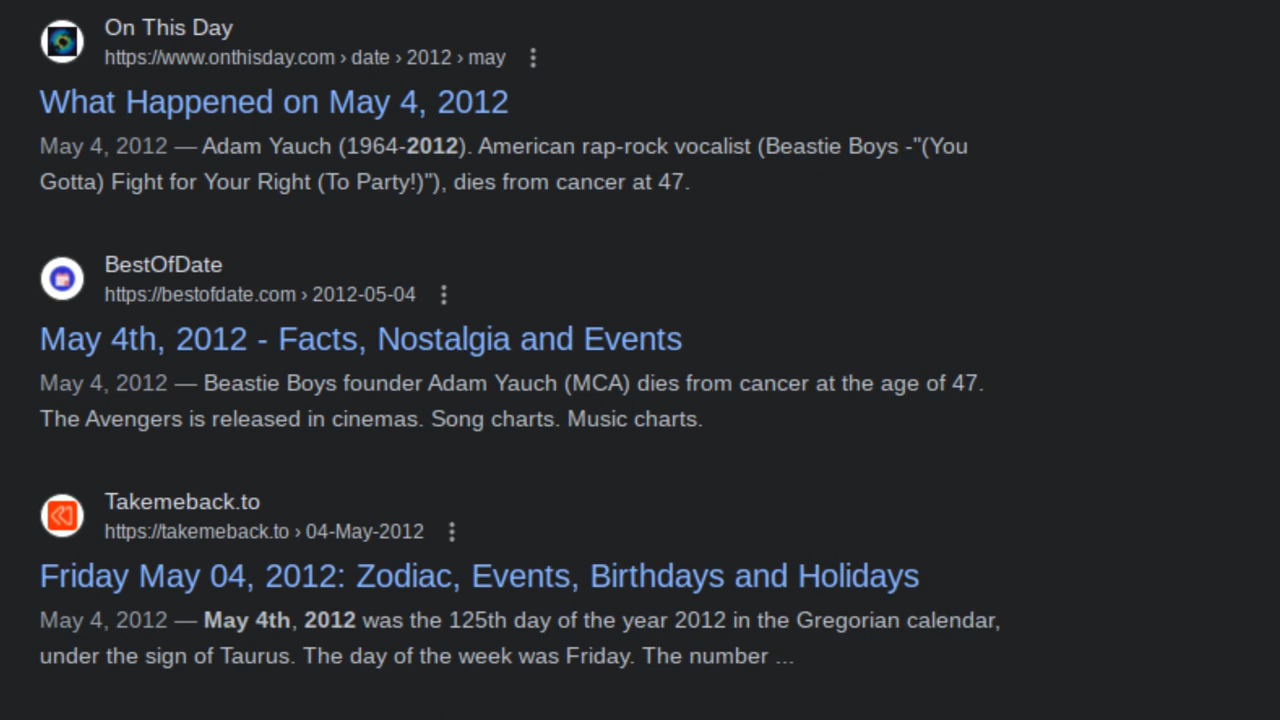 On This Day
https://www.onthisday.com › date › 2012 › may
What Happened on May 4, 2012
May 4, 2012 — Adam Yauch (1964-2012). American rap-rock vocalist (Beastie Boys -"(You
Gotta) Fight for Your Right (To Party!)"), dies from cancer at 47.
BestOfDate
https://bestofdate.com › 2012-05-04
May 4th, 2012 - Facts, Nostalgia and Events
May 4, 2012 — Beastie Boys founder Adam Yauch (MCA) dies from cancer at the age of 47.
The Avengers is released in cinemas. Song charts. Music charts.
Takemeback.to
https://takemeback.to › 04-May-2012
Friday May 04, 2012: Zodiac, Events, Birthdays and Holidays
May 4, 2012 — May 4th, 2012 was the 125th day of the year 2012 in the Gregorian calendar,
under the sign of Taurus. The day of the week was Friday. The number ...